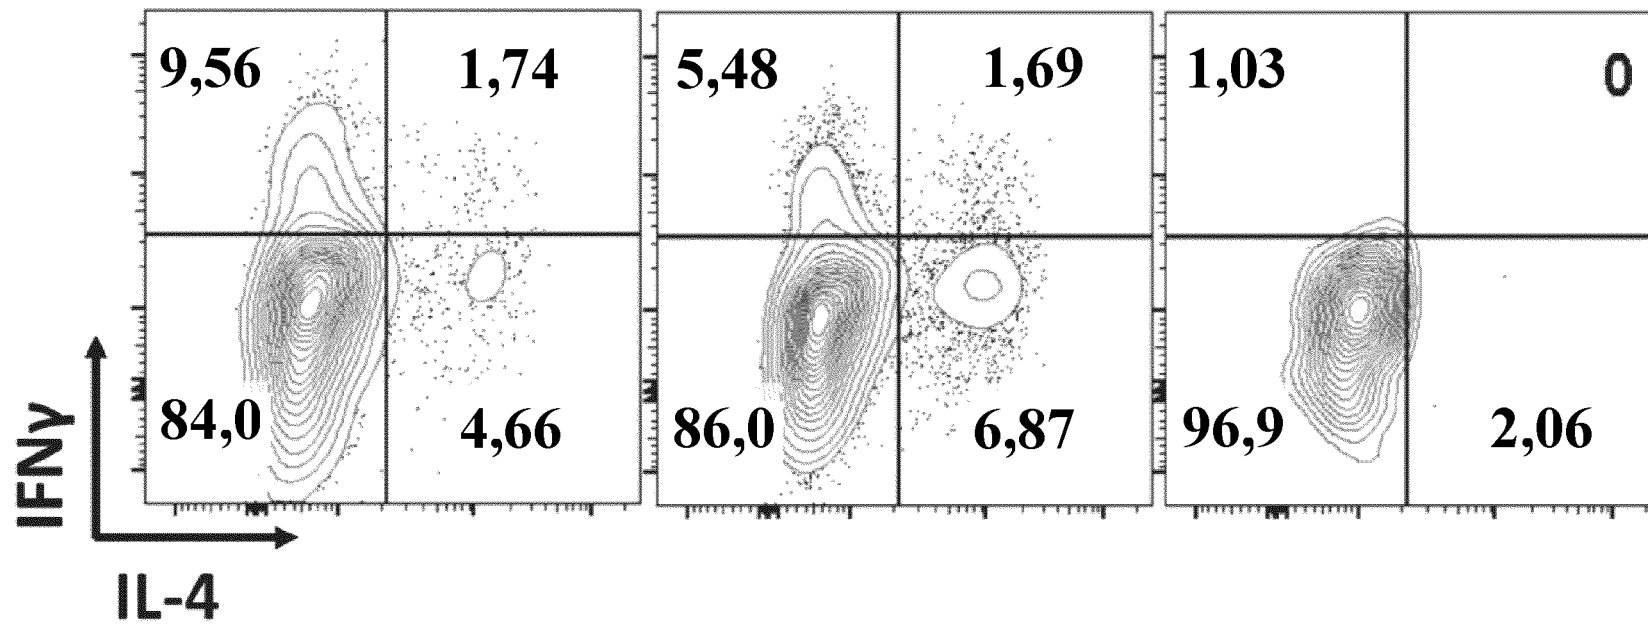 9,56 1,74 5,48 1,69 1,03 0
84,0 4,66 86,0 6,87 96,9 2,06
IFNγ
IL-4